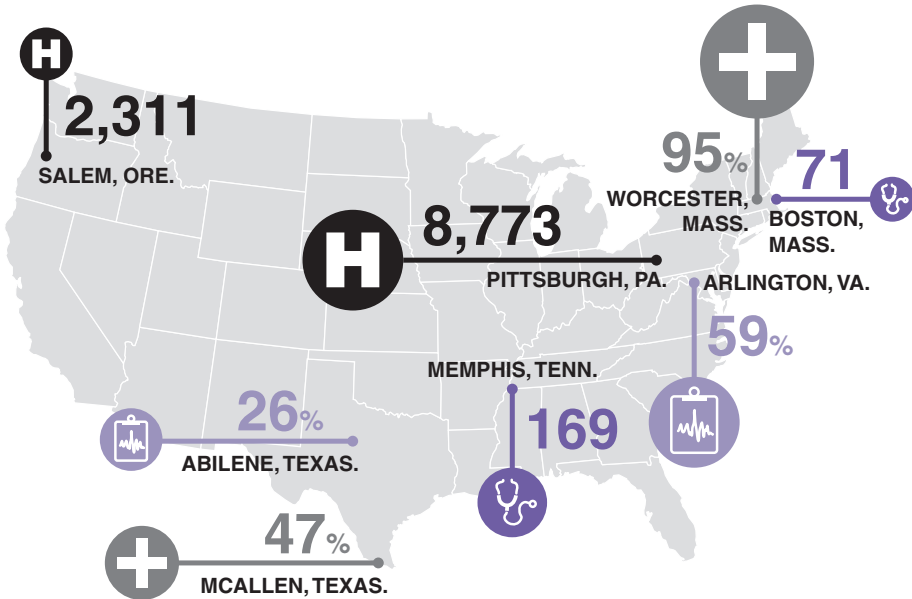 H
2,311
SALEM, ORE.
95%
WORCESTER,
MASS.
71
BOSTON,
MASS.
H
8,773
PITTSBURGH, PA.
ARLINGTON, VA.
59%
MEMPHIS, TENN.
169
26%
ABILENE, TEXAS.
47%
MCALLEN, TEXAS.